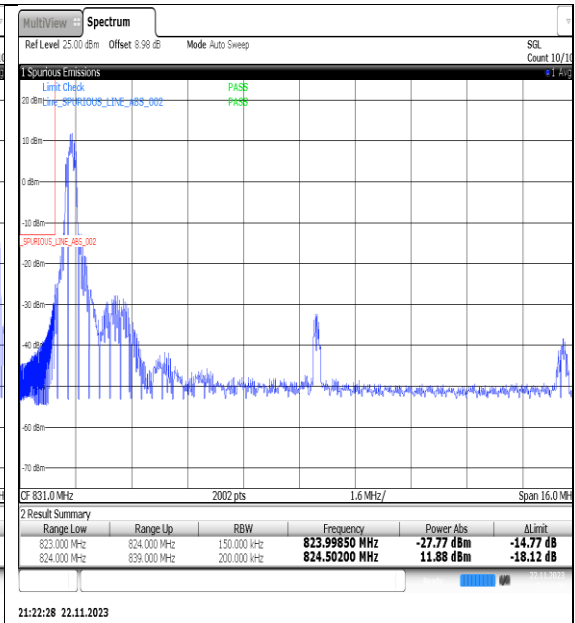 MultiView Spectrum
Ref Level 25.00 dBm Offset 8.98 dB Mode Auto Sweep SGL
Count 10/10
1 Spurious Emissions 1 Avg
Limit Check PASS
20 dBm Line_SPURIOUS_LINE_ABS_002 PASS
10 dBm
0 dBm
-10 dBm
_SPURIOUS_LINE_ABS_002
-20 dBm
-30 dBm
-40 dBm
-60 dBm
-70 dBm
CF 831.0 MHz 2002 pts 1.6 MHz/ Span 16.0 MH
2 Result Summary
Range Low Range Up RBW Frequency Power Abs ΔLimit
823.000 MHz 824.000 MHz 150.000 kHz 823.99850 MHz -27.77 dBm -14.77 dB
824.000 MHz 839.000 MHz 200.000 kHz 824.50200 MHz 11.88 dBm -18.12 dB
22.11.2023
21:22:28 22.11.2023